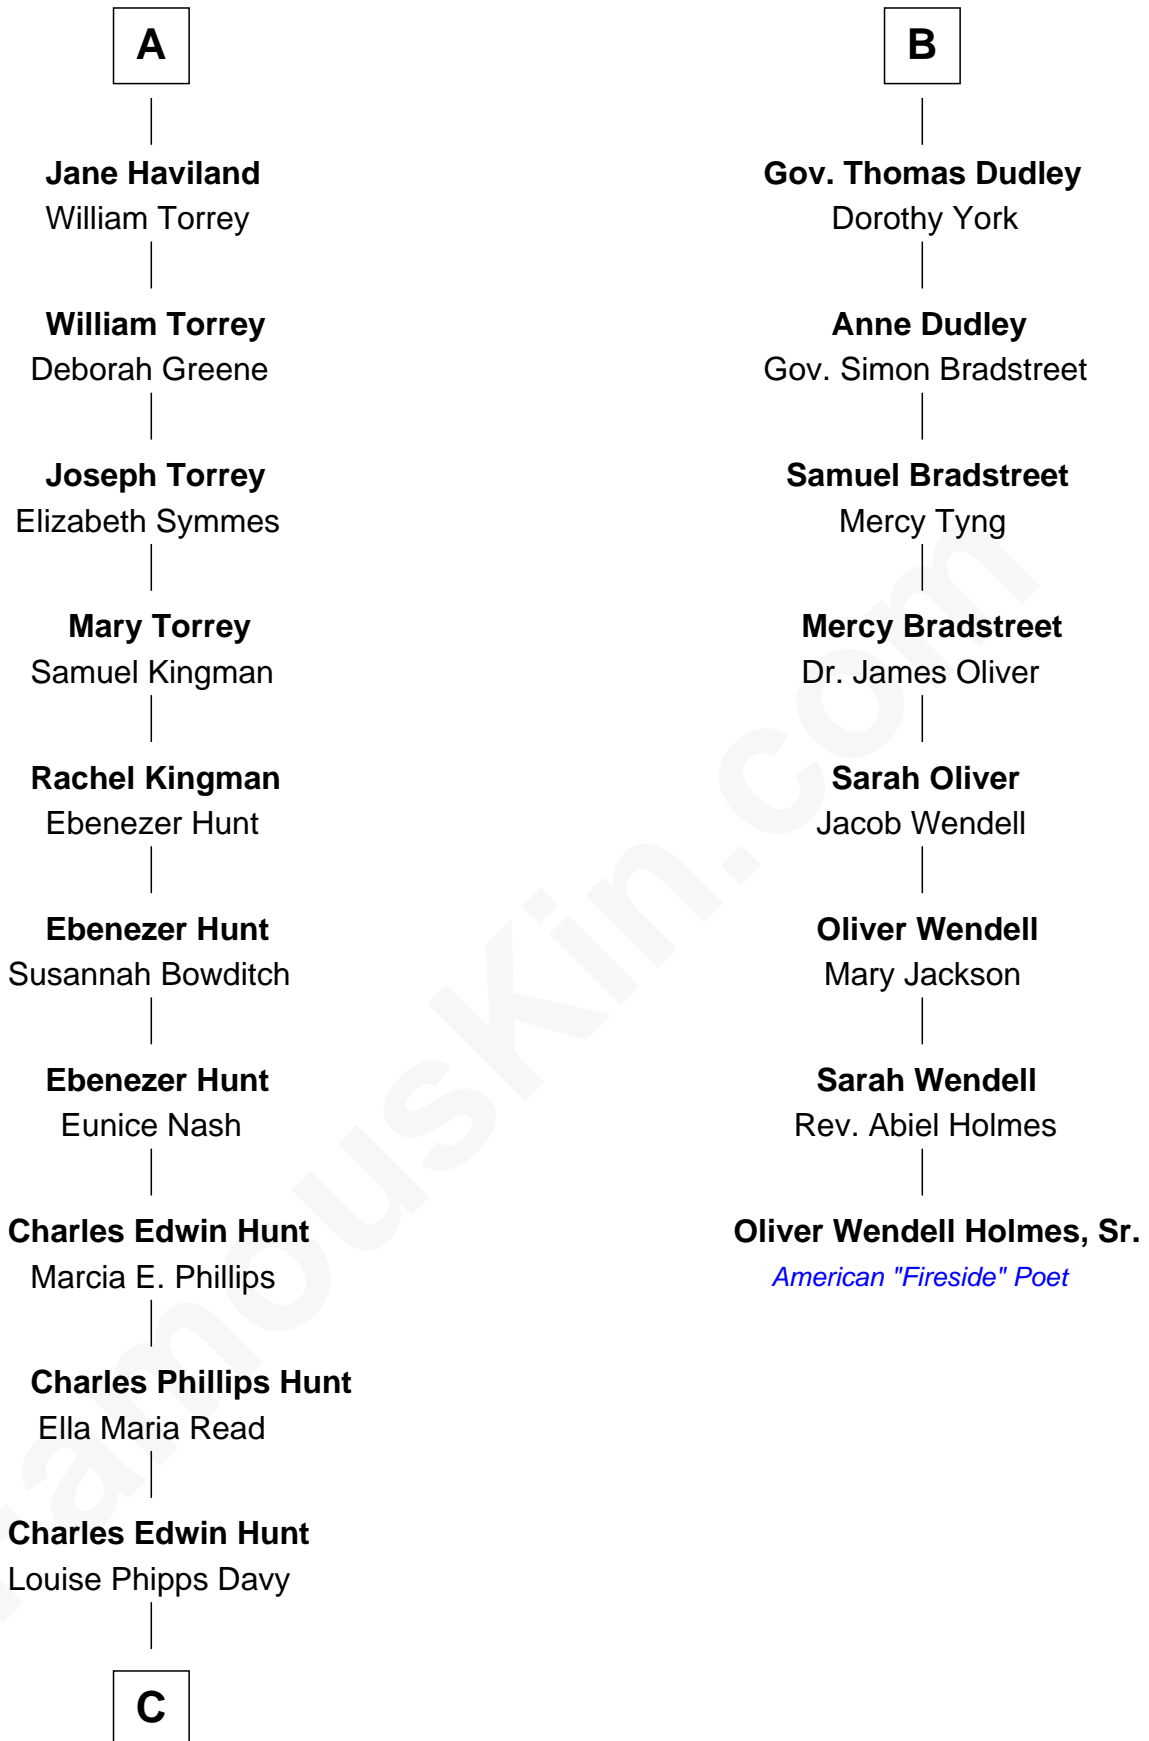 A
Jane Haviland
William Torrey
William Torrey
Deborah Greene
Joseph Torrey
Elizabeth Symmes
Mary Torrey
Samuel Kingman
Rachel Kingman
Ebenezer Hunt
Ebenezer Hunt
Susannah Bowditch
Ebenezer Hunt
Eunice Nash
Charles Edwin Hunt
Marcia E. Phillips
Charles Phillips Hunt
Ella Maria Read
Charles Edwin Hunt
Louise Phipps Davy
C
B
Gov. Thomas Dudley
Dorothy York
Anne Dudley
Gov. Simon Bradstreet
Samuel Bradstreet
Mercy Tyng
Mercy Bradstreet
Dr. James Oliver
Sarah Oliver
Jacob Wendell
Oliver Wendell
Mary Jackson
Sarah Wendell
Rev. Abiel Holmes
Oliver Wendell Holmes, Sr.
American "Fireside" Poet
FamousKin.com